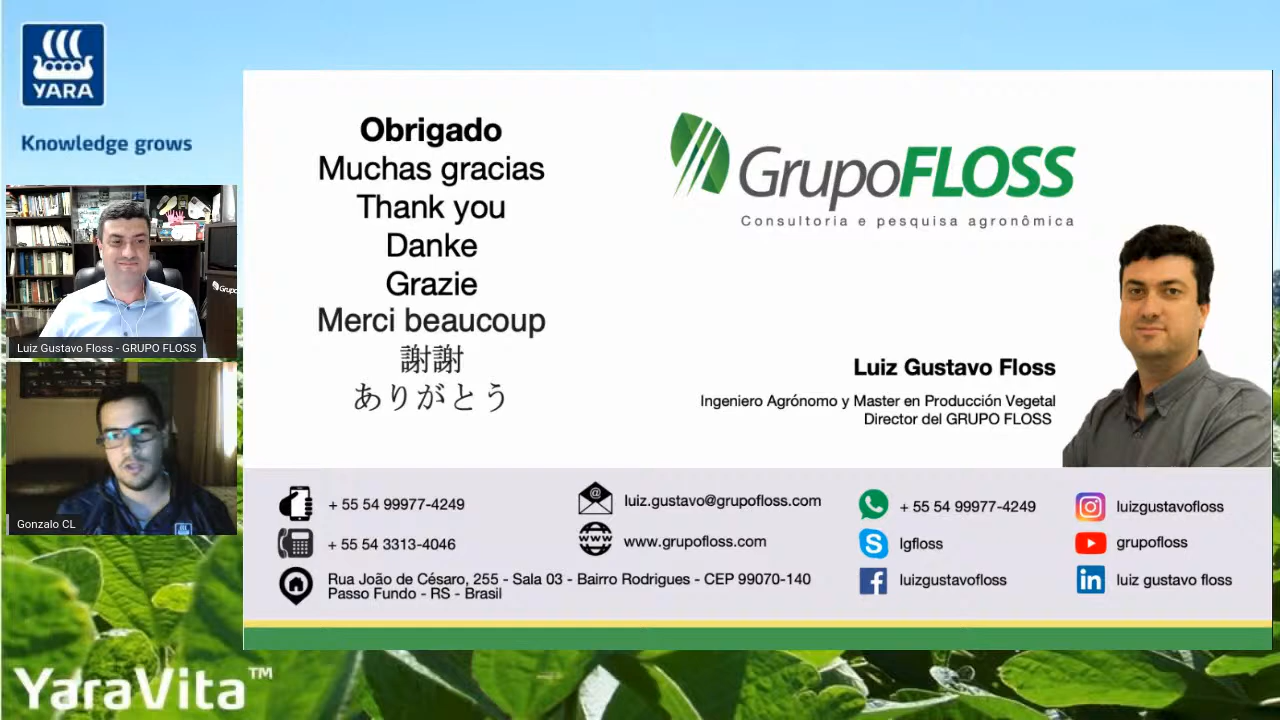 YARA
Knowledge grows
Luiz Gustavo Floss - GRUPO FLOSS
Gonzalo CL
YaraVita™
Obrigado
Muchas gracias
Thank you
Danke
Grazie
Merci beaucoup
謝謝
ありがとう
GrupoFLOSS
Consultoria e pesquisa agronômica
Luiz Gustavo Floss
Ingeniero Agrónomo y Master en Producción Vegetal
Director del GRUPO FLOSS
+ 55 54 99977-4249
+ 55 54 3313-4046
Rua João de Césaro, 255 - Sala 03 - Bairro Rodrigues - CEP 99070-140
Passo Fundo - RS - Brasil
@
luiz.gustavo@grupofloss.com
www
www.grupofloss.com
+ 55 54 99977-4249
lgfloss
luizgustavofloss
luizgustavofloss
grupofloss
luiz gustavo floss
Grupo